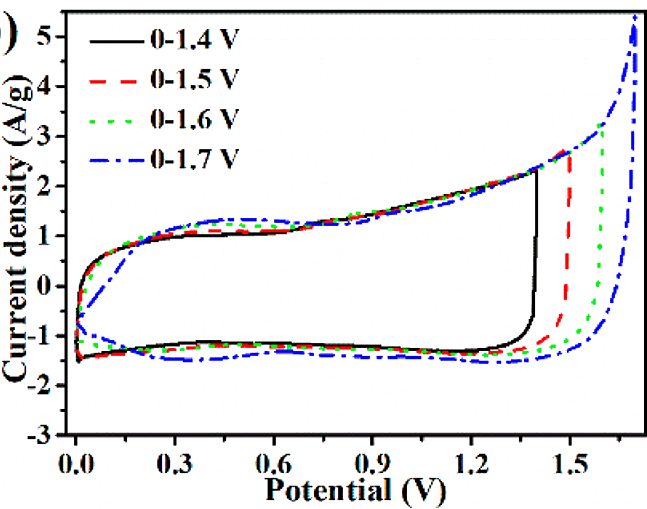 )
0-1.4 V
0-1.5 V
0-1.6 V
0-1.7 V
Current density (A/g)
5
4
3
2
1
0
-1
-2
-3
0.0 0.3 0.6 0.9 1.2 1.5
Potential (V)